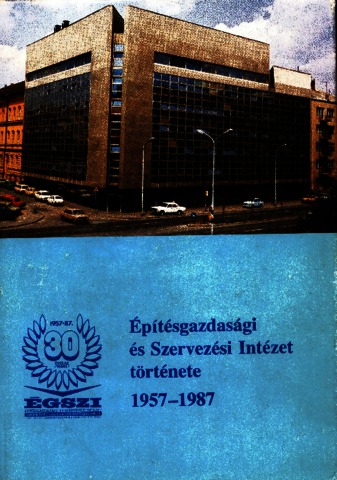 1957-87.
30
ÉGSZI
Építésgazdasági
és Szervezési Intézet
története
1957–1987